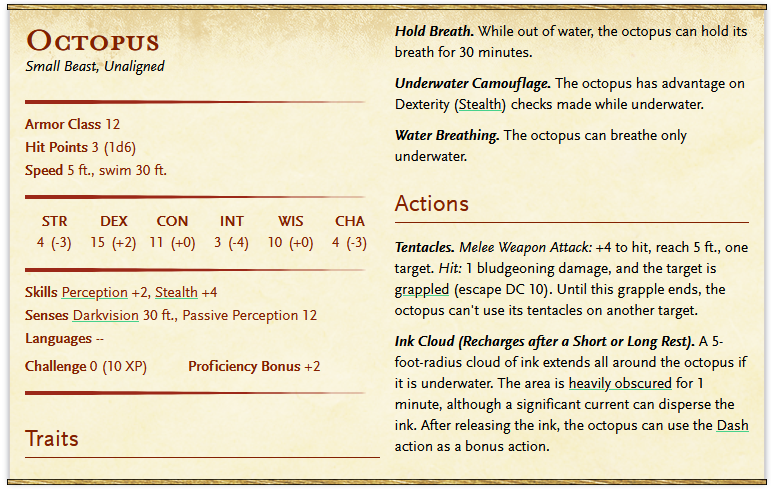 Octopus
Small Beast, Unaligned
Armor Class 12
Hit Points 3 (1d6)
Speed 5 ft., swim 30 ft.
STR DEX CON INT WIS CHA
4 (-3) 15 (+2) 11 (+0) 3 (-4) 10 (+0) 4 (-3)
Skills Perception +2, Stealth +4
Senses Darkvision 30 ft., Passive Perception 12
Languages --
Challenge 0 (10 XP) Proficiency Bonus +2
Traits
Hold Breath. While out of water, the octopus can hold its
breath for 30 minutes.
Underwater Camouflage. The octopus has advantage on
Dexterity (Stealth) checks made while underwater.
Water Breathing. The octopus can breathe only
underwater.
Actions
Tentacles. Melee Weapon Attack: +4 to hit, reach 5 ft., one
target. Hit: 1 bludgeoning damage, and the target is
grappled (escape DC 10). Until this grapple ends, the
octopus can't use its tentacles on another target.
Ink Cloud (Recharges after a Short or Long Rest). A 5-
foot-radius cloud of ink extends all around the octopus if
it is underwater. The area is heavily obscured for 1
minute, although a significant current can disperse the
ink. After releasing the ink, the octopus can use the Dash
action as a bonus action.